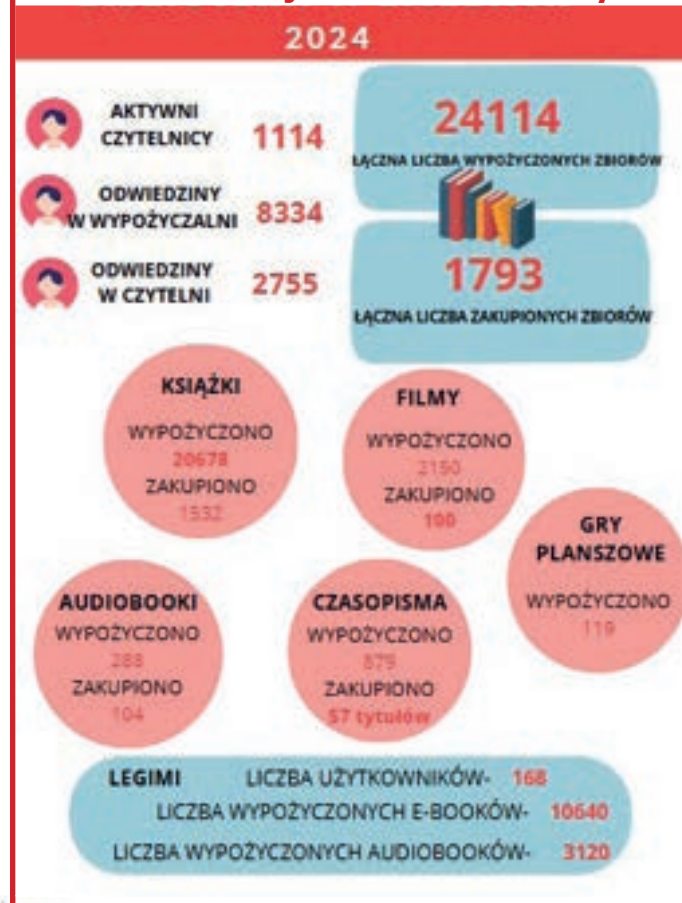 2024
AKTYWNI
CZYTELNICY 1114
ODWIEDZINY
W WYPOŻYCZALNI 8334
ODWIEDZINY
W CZYTELNI 2755
24114
ŁĄCZNA LICZBA WYPOŻYCZONYCH ZBIORÓW
1793
ŁĄCZNA LICZBA ZAKUPIONYCH ZBIORÓW
KSIĄŻKI
WYPOŻYCZONO
20678
ZAKUPIONO
1532
FILMY
WYPOŻYCZONO
2150
ZAKUPIONO
100
GRY
PLANSZOWE
WYPOŻYCZONO
119
AUDIOBOOKI
WYPOŻYCZONO
288
ZAKUPIONO
104
CZASOPISMA
WYPOŻYCZONO
879
ZAKUPIONO
57 tytułów
LEGIMI LICZBA UŻYTKOWNIKÓW- 168
LICZBA WYPOŻYCZONYCH E-BOOKÓW- 10640
LICZBA WYPOŻYCZONYCH AUDIOBOOKÓW- 3120